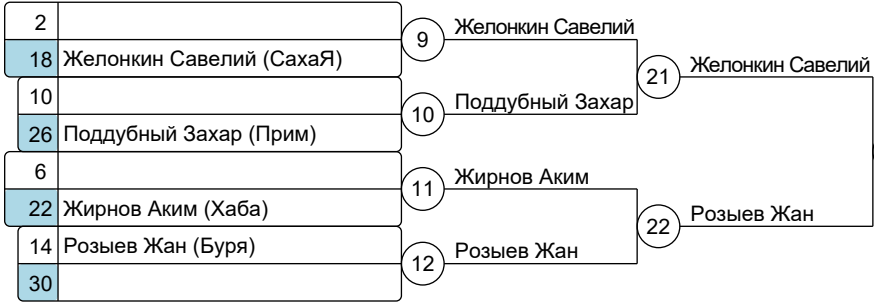 2
18 Желонкин Савелий (СахаЯ)
10
26 Поддубный Захар (Прим)
6
22 Жирнов Аким (Хаба)
14 Розыев Жан (Буря)
30
9 Желонкин Савелий
10 Поддубный Захар
11 Жирнов Аким
12 Розыев Жан
21 Желонкин Савелий
22 Розыев Жан